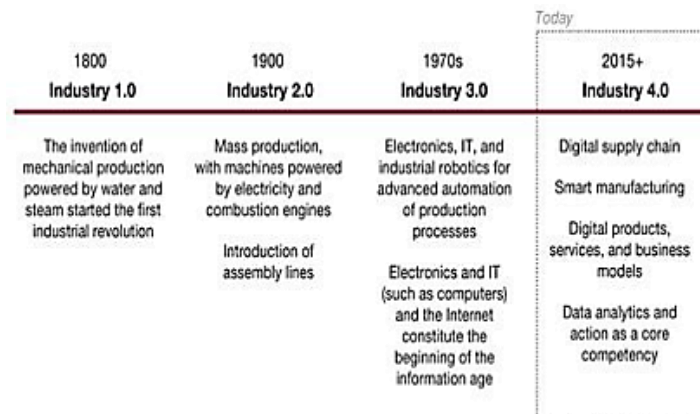 Today
1800
Industry 1.0
The invention of
mechanical production
powered by water and
steam started the first
industrial revolution
1900
Industry 2.0
Mass production,
with machines powered
by electricity and
combustion engines
Introduction of
assembly lines
1970s
Industry 3.0
Electronics, IT, and
industrial robotics for
advanced automation
of production
processes
Electronics and IT
(such as computers)
and the Internet
constitute the
beginning of the
information age
2015+
Industry 4.0
Digital supply chain
Smart manufacturing
Digital products,
services, and business
models
Data analytics and
action as a core
competency